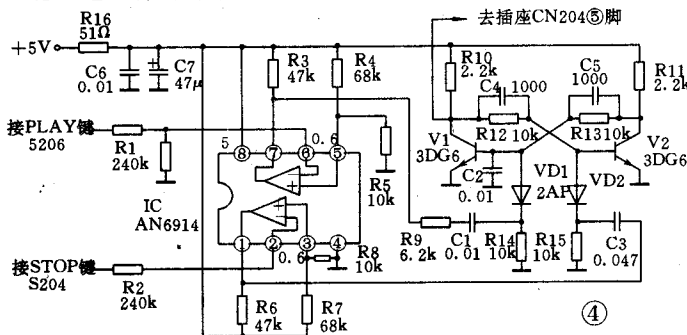 去插座CN204⑤脚
R16
51Ω
+5V
C6
0.01
C7
47μ
R3
47k
R4
68k
R10
2.2k
C4 1000
C5
1000
R11
2.2k
接PLAY键
5206
R1
240k
5
0.6
⑧ ⑦ ⑥ ⑤
R5
10k
V1
3DG6
R12 10k
R13 10k
V2
3DG6
C2
0.01
VD1
2AP
VD2
IC
AN6914
① ② ③ ④
0.6
R8
10k
R9
6.2k
C1
0.01
R14
10k
R15
10k
C3
0.047
接STOP键
S204
R2
240k
R6
47k
R7
68k
④